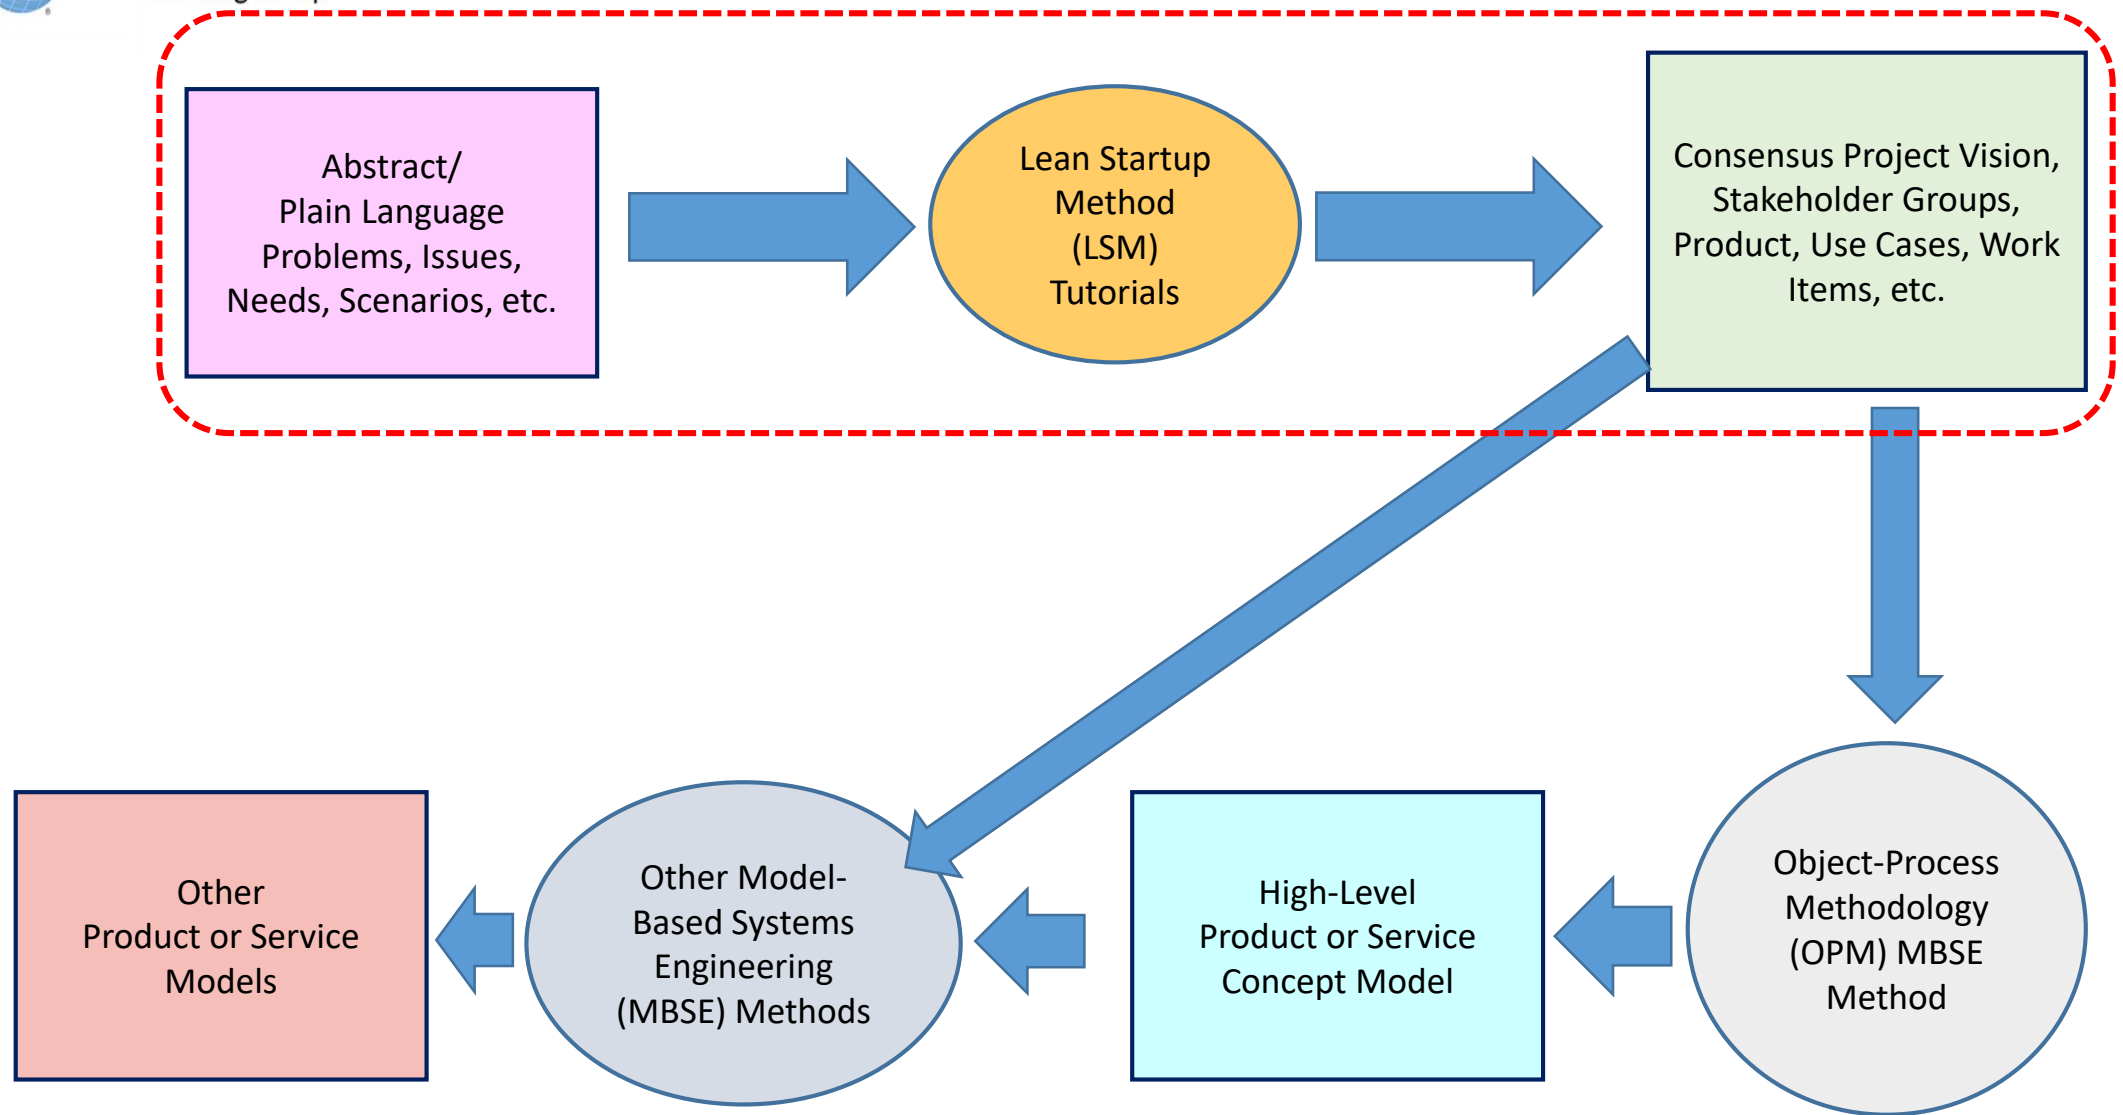 Abstract/
Plain Language
Problems, Issues,
Needs, Scenarios, etc.
Lean Startup
Method
(LSM)
Tutorials
Consensus Project Vision,
Stakeholder Groups,
Product, Use Cases, Work
Items, etc.
Other
Product or Service
Models
Other Model-
Based Systems
Engineering
(MBSE) Methods
High-Level
Product or Service
Concept Model
Object-Process
Methodology
(OPM) MBSE
Method